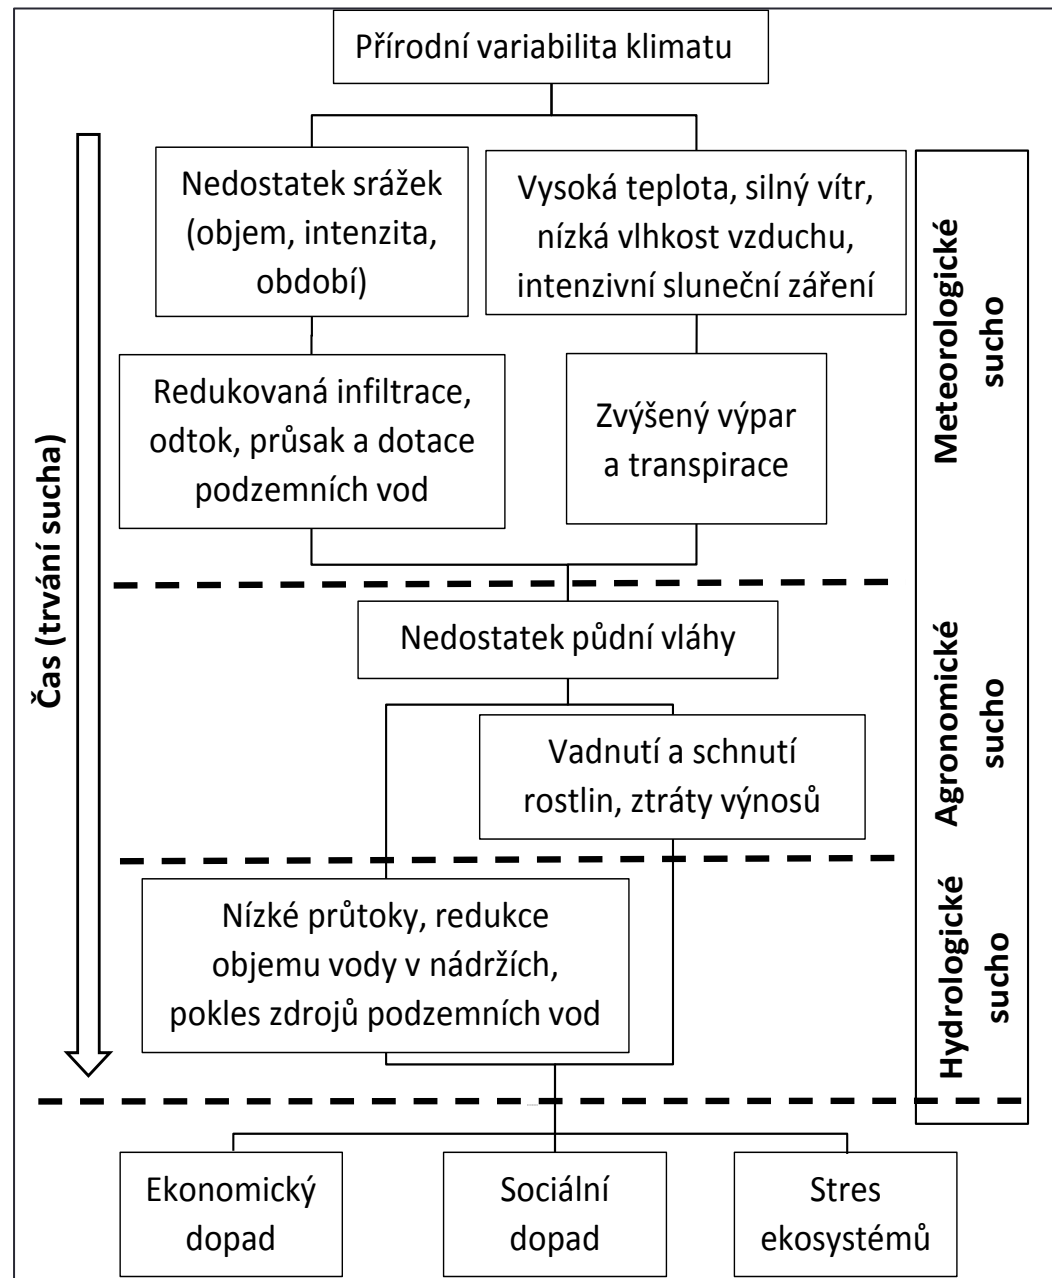 Přírodní variabilita klimatu
Nedostatek srážek
(objem, intenzita,
období)
Vysoká teplota, silný vítr,
nízká vlhkost vzduchu,
intenzivní sluneční záření
Redukovaná infiltrace,
odtok, průsak a dotace
podzemních vod
Zvýšený výpar
a transpirace
Nedostatek půdní vláhy
Vadnutí a schnutí
rostlin, ztráty výnosů
Nízké průtoky, redukce
objemu vody v nádržích,
pokles zdrojů podzemních vod
Ekonomický
dopad
Sociální
dopad
Stres
ekosystémů
Čas (trvání sucha)
Meteorologické
sucho
Agronomické
sucho
Hydrologické
sucho